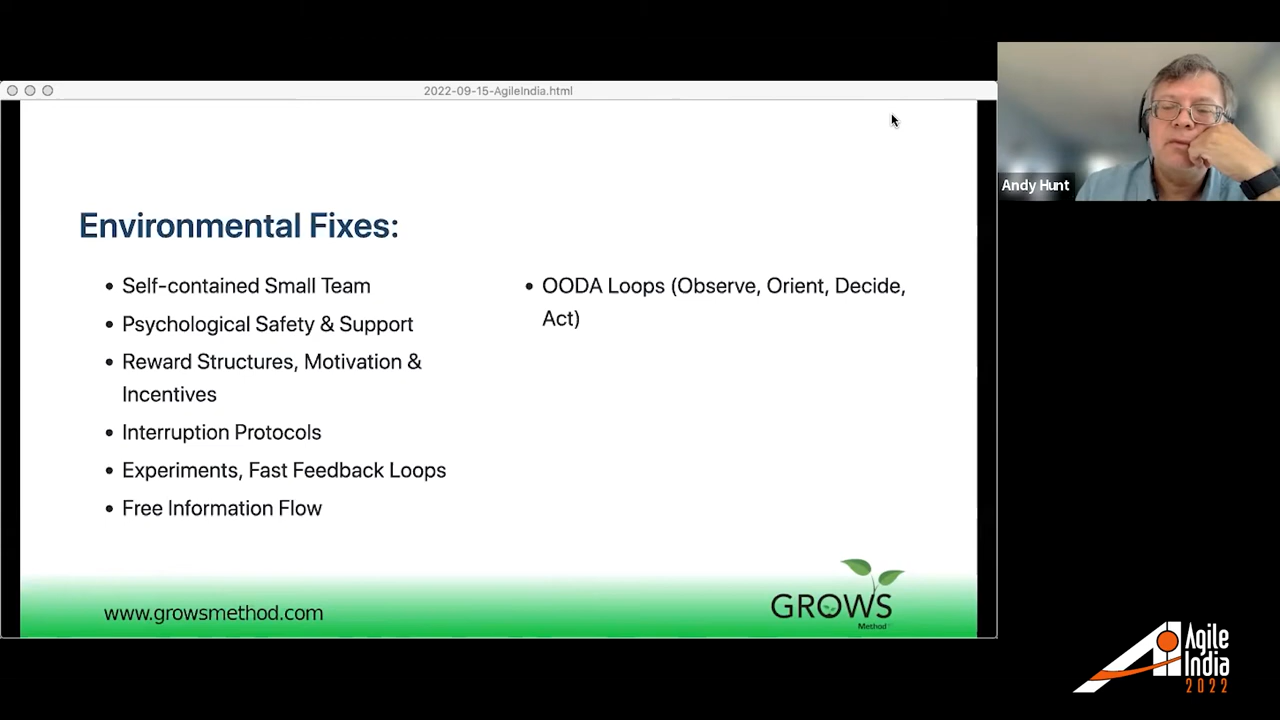 2022-09-15-AgileIndia.html
Andy Hunt
Environmental Fixes:
Self-contained Small Team
Psychological Safety & Support
Reward Structures, Motivation &
Incentives
Interruption Protocols
Experiments, Fast Feedback Loops
Free Information Flow
OODA Loops (Observe, Orient, Decide,
Act)
www.growsmethod.com
GROWS
Method
Agile
India
2022